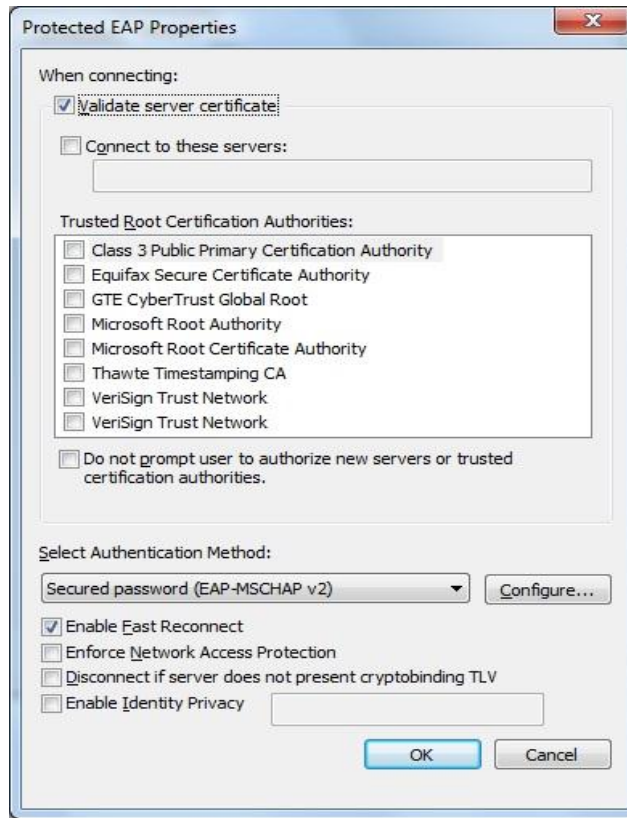 Protected EAP Properties
When connecting:
Validate server certificate
Connect to these servers:
Trusted Root Certification Authorities:
Class 3 Public Primary Certification Authority
Equifax Secure Certificate Authority
GTE CyberTrust Global Root
Microsoft Root Authority
Microsoft Root Certificate Authority
Thawte Timestamping CA
VeriSign Trust Network
VeriSign Trust Network
Do not prompt user to authorize new servers or trusted
certification authorities.
Select Authentication Method:
Secured password (EAP-MSCHAP v2) Configure...
Enable Fast Reconnect
Enforce Network Access Protection
Disconnect if server does not present cryptobinding TLV
Enable Identity Privacy
OK Cancel